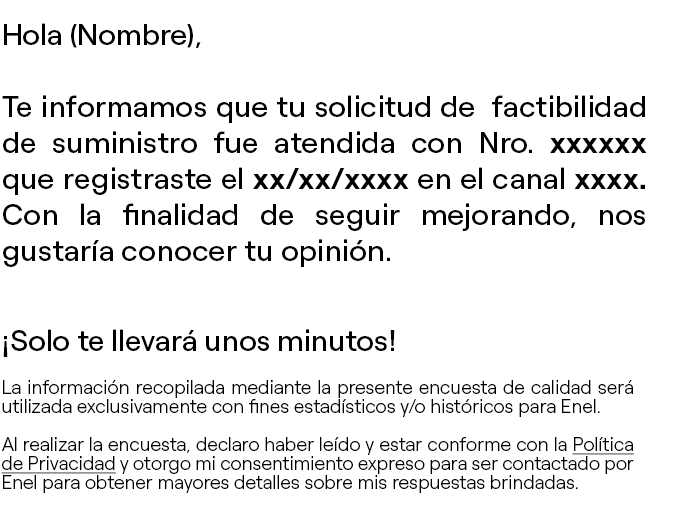 Hola (Nombre),
Te informamos que tu solicitud de factibilidad
de suministro fue atendida con Nro. xxxxxx
que registraste el xx/xx/xxxx en el canal xxxx.
Con la finalidad de seguir mejorando, nos
gustaría conocer tu opinión.
¡Solo te llevará unos minutos!
La información recopilada mediante la presente encuesta de calidad será
utilizada exclusivamente con fines estadísticos y/o históricos para Enel.
Al realizar la encuesta, declaro haber leído y estar conforme con la Política
de Privacidad y otorgo mi consentimiento expreso para ser contactado por
Enel para obtener mayores detalles sobre mis respuestas brindadas.